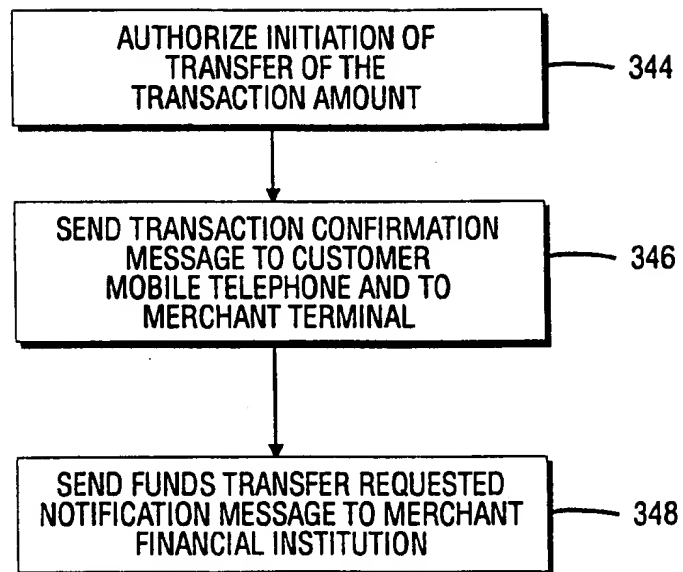 AUTHORIZE INITIATION OF
TRANSFER OF THE
TRANSACTION AMOUNT
344
SEND TRANSACTION CONFIRMATION
MESSAGE TO CUSTOMER
MOBILE TELEPHONE AND TO
MERCHANT TERMINAL
346
SEND FUNDS TRANSFER REQUESTED
NOTIFICATION MESSAGE TO MERCHANT
FINANCIAL INSTITUTION
348